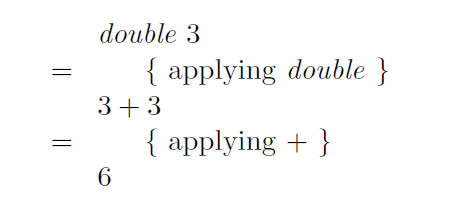 double 3
= { applying double }
3 + 3
= { applying + }
6